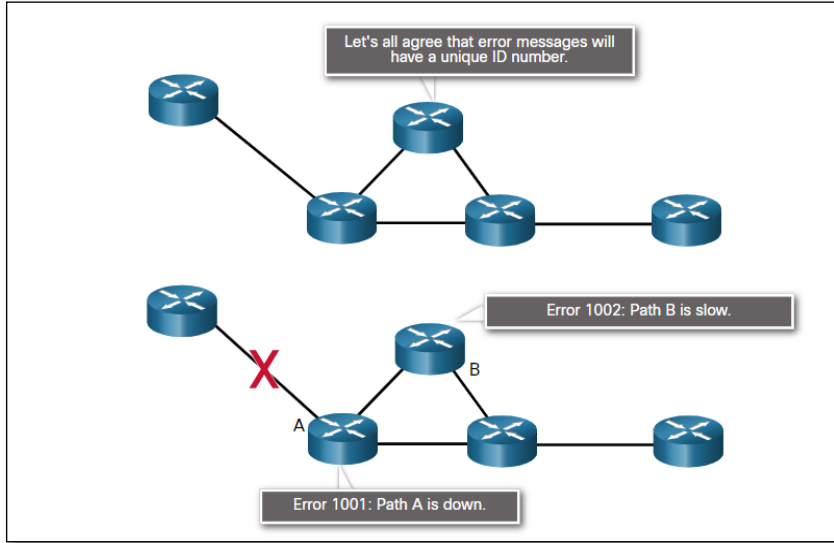 Let's all agree that error messages will
have a unique ID number.
Error 1002: Path B is slow.
B
A
Error 1001: Path A is down.